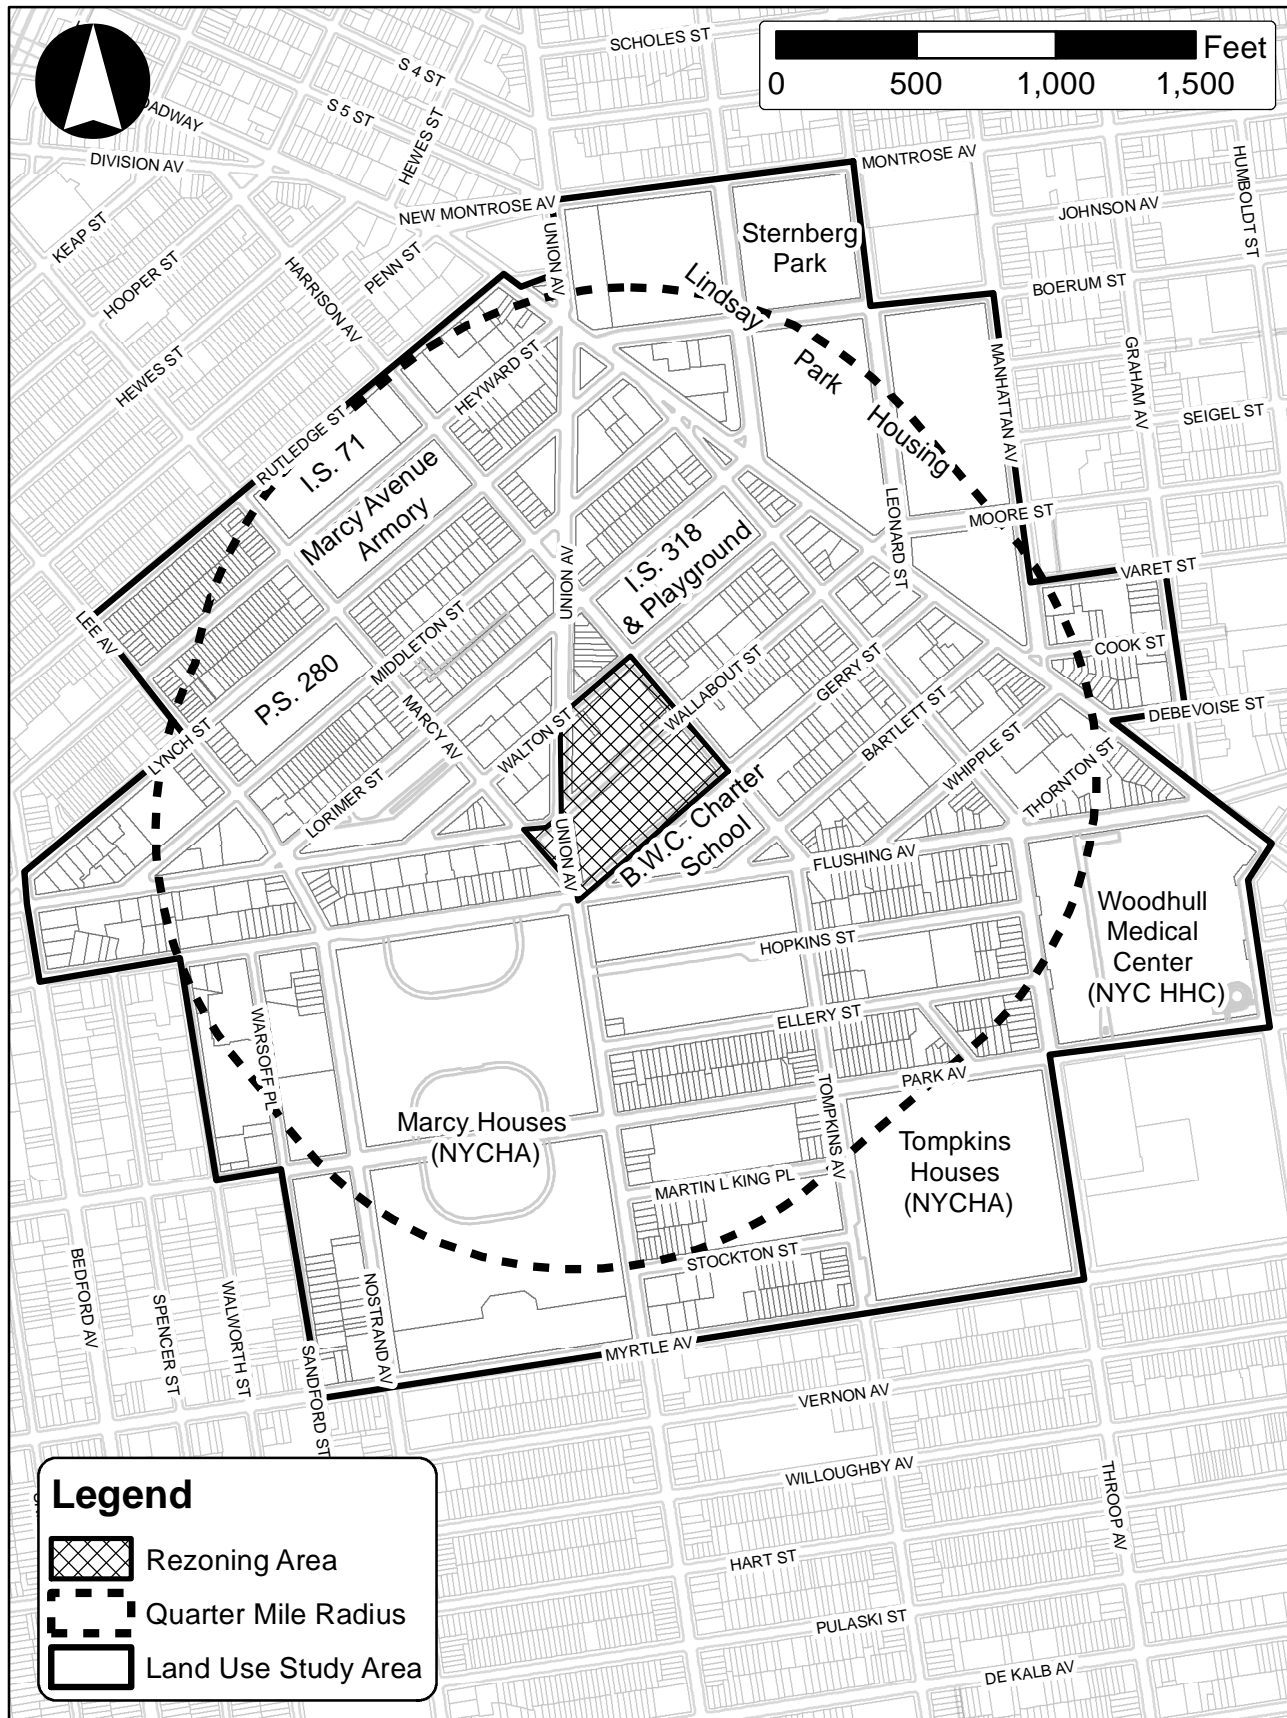 SCHOLES ST
Feet
0 500 1,000 1,500
S 4 ST
S 5 ST
OADWAY
HEWES ST
DIVISION AV
MONTROSE AV
HUMBOLDT ST
NEW MONTROSE AV
JOHNSON AV
KEAP ST
HOOPER ST
PENN ST
HARRISON AV
UNION AV
Sternberg
Park
BOERUM ST
Lindsay
Park
Housing
HEWES ST
HEYWARD ST
MANHATTAN AV
GRAHAM AV
SEIGEL ST
RUTLEDGE ST
I.S. 71
Marcy Avenue
Armory
LEONARD ST
MOORE ST
I.S. 318
& Playground
UNION AV
VARET ST
LEE AV
MIDDLETON ST
P.S. 280
COOK ST
WALLABOUT ST
GERRY ST
BARTLETT ST
DEBEVOISE ST
LYNCH ST
MARCY AV
WALTON ST
WHIPPLE ST
THORNTON ST
LORIMER ST
UNION AV
B.W.C. Charter
School
FLUSHING AV
Woodhull
Medical
Center
(NYC HHC)
HOPKINS ST
ELLERY ST
WARSOFF PL
PARK AV
TOMPKINS AV
Marcy Houses
(NYCHA)
Tompkins
Houses
(NYCHA)
MARTIN L KING PL
STOCKTON ST
BEDFORD AV
SPENCER ST
WALWORTH ST
SANDFORD ST
NOSTRAND AV
MYRTLE AV
VERNON AV
WILLOUGHBY AV
THROOP AV
HART ST
PULASKI ST
DE KALB AV
Legend
Rezoning Area
Quarter Mile Radius
Land Use Study Area